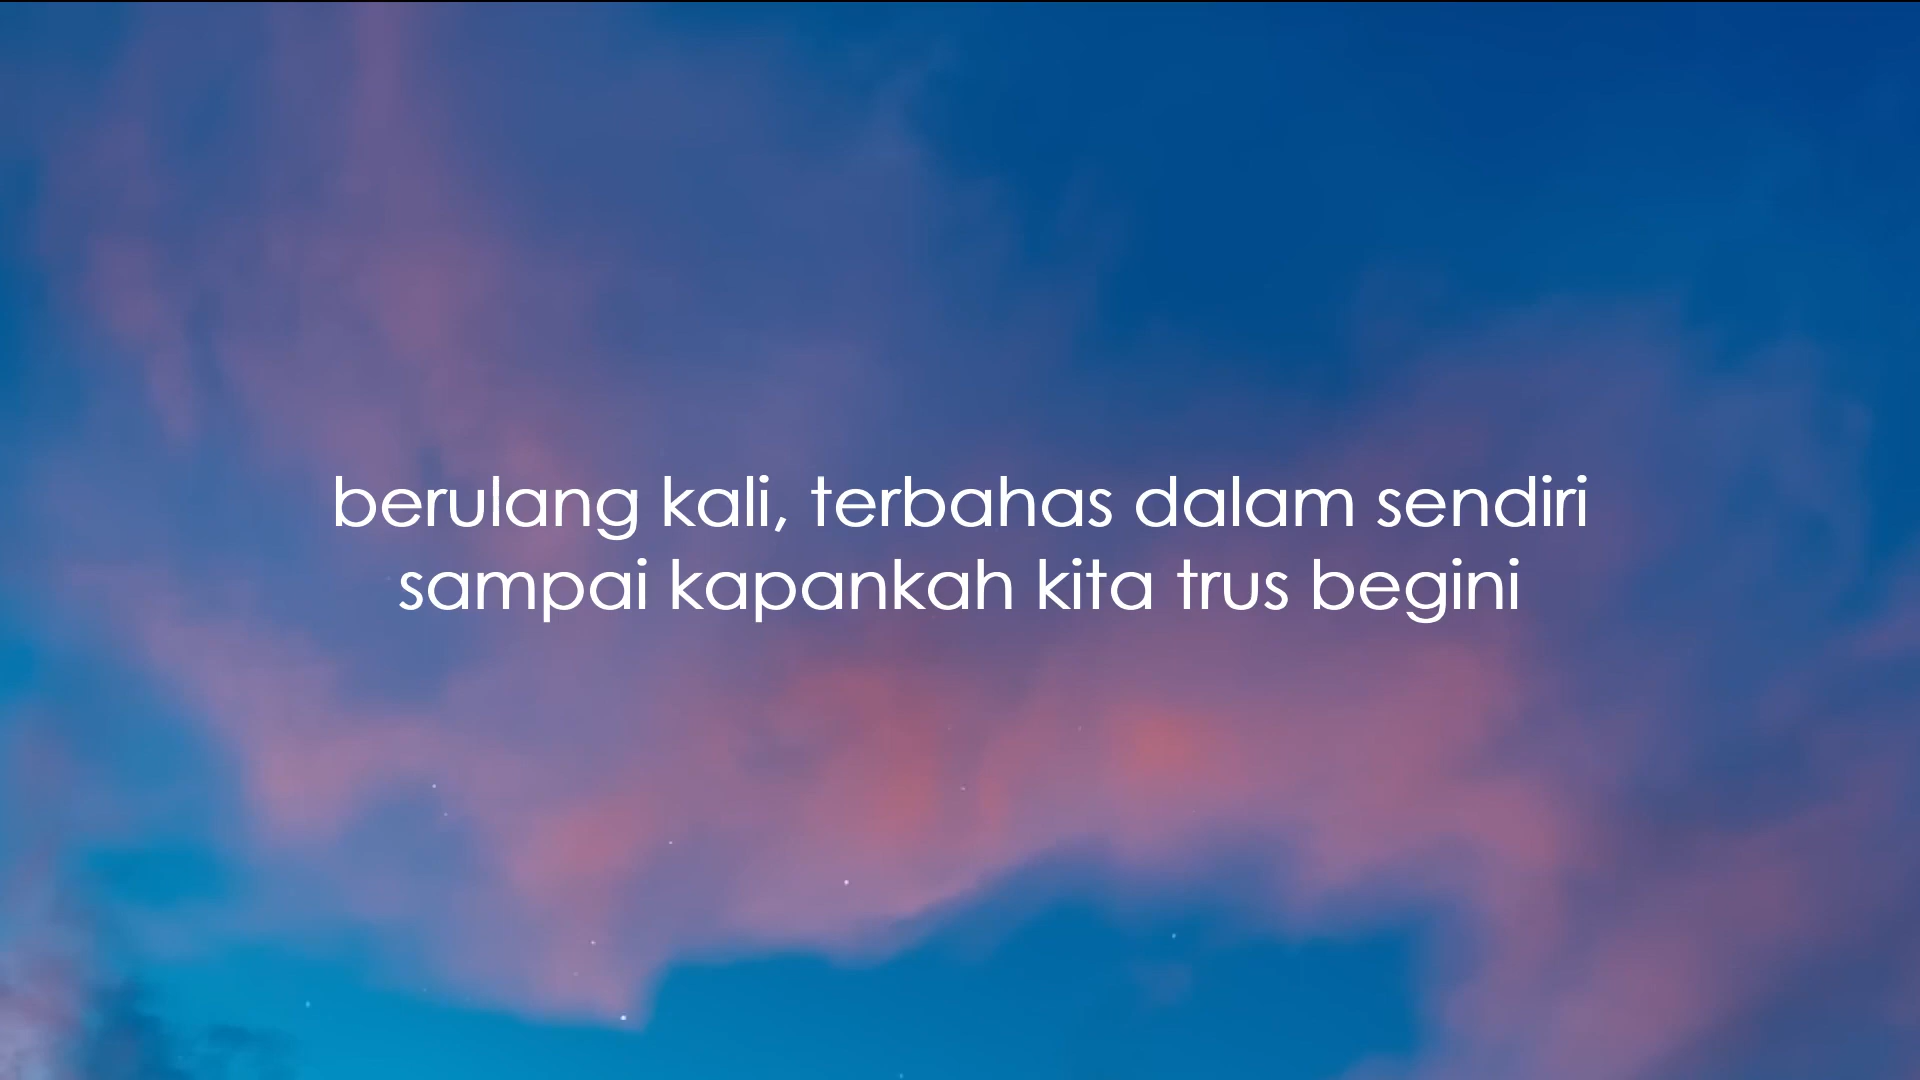 berulang kali, terbahas dalam sendiri
sampai kapankah kita trus begini